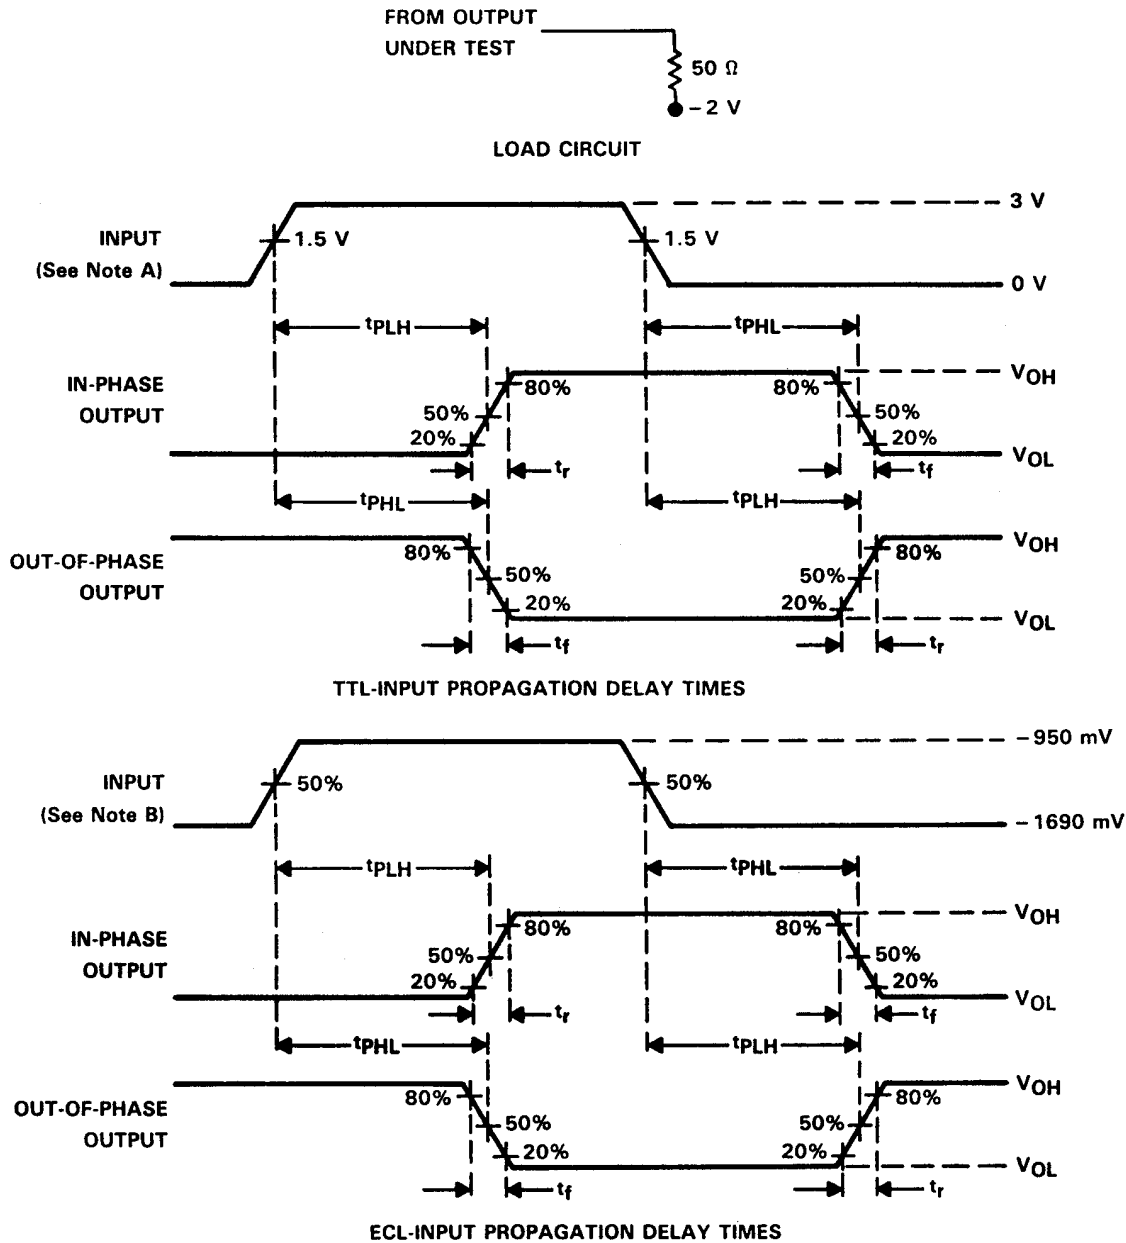 FROM OUTPUT
UNDER TEST
50 Ω
−2 V
LOAD CIRCUIT
3 V
INPUT
(See Note A)
1.5 V
1.5 V
0 V
tPLH
tPHL
IN-PHASE
OUTPUT
80%
80%
VOH
50%
50%
20%
20%
VOL
tr
tf
tPHL
tPLH
OUT-OF-PHASE
OUTPUT
80%
80%
VOH
50%
50%
20%
20%
VOL
tf
tr
TTL-INPUT PROPAGATION DELAY TIMES
−950 mV
INPUT
(See Note B)
50%
50%
−1690 mV
tPLH
tPHL
IN-PHASE
OUTPUT
80%
80%
VOH
50%
50%
20%
20%
VOL
tr
tf
tPHL
tPLH
OUT-OF-PHASE
OUTPUT
80%
80%
VOH
50%
50%
20%
20%
VOL
tf
tr
ECL-INPUT PROPAGATION DELAY TIMES